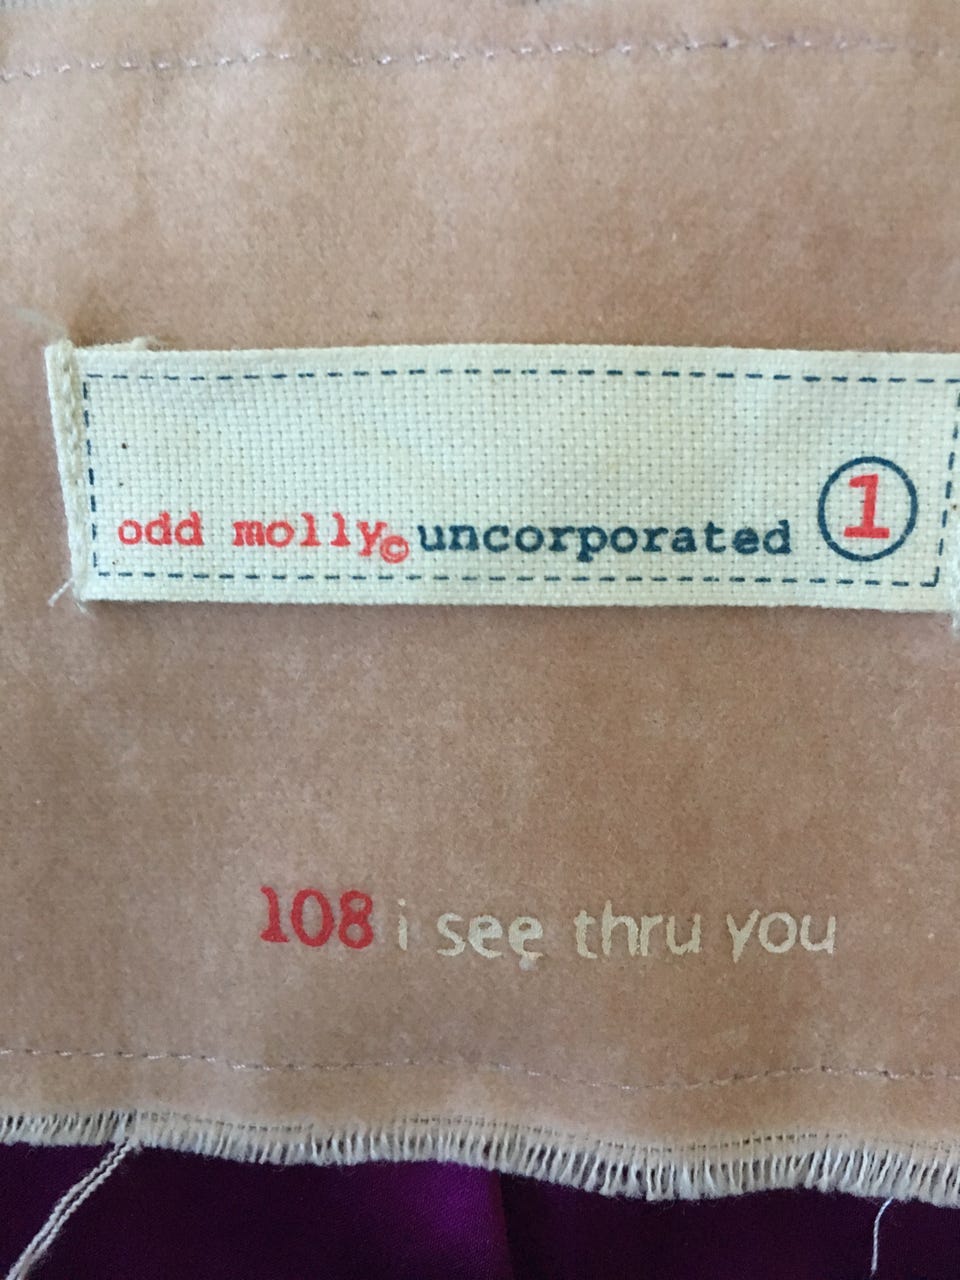 odd molly© uncorporated 1
108 i see thru you